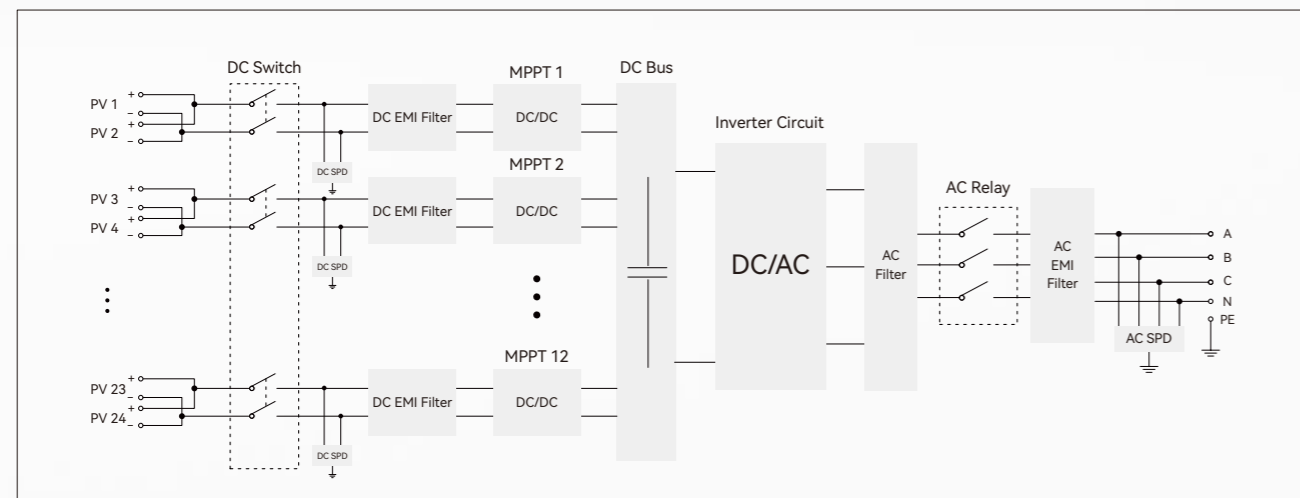 DC Switch
MPPT 1
DC Bus
PV 1
+
−
DC EMI Filter
DC/DC
PV 2
+
−
Inverter Circuit
DC SPD
MPPT 2
PV 3
+
−
DC EMI Filter
DC/DC
AC Relay
PV 4
+
−
A
DC SPD
DC/AC
AC
Filter
AC
EMI
Filter
B
C
N
PE
AC SPD
MPPT 12
PV 23
+
−
DC EMI Filter
DC/DC
PV 24
+
−
DC SPD